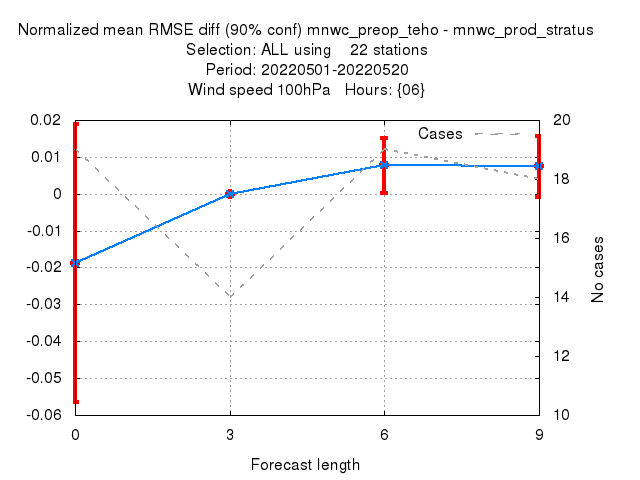 Normalized mean RMSE diff (90% conf) mnwc_preop_teho - mnwc_prod_stratus
Selection: ALL using    22 stations
Period: 20220501-20220520
Wind speed 100hPa   Hours: {06}
Cases
0.02
0.01
0
-0.01
-0.02
-0.03
-0.04
-0.05
-0.06
20
18
16
14
12
10
No cases
0
3
6
9
Forecast length